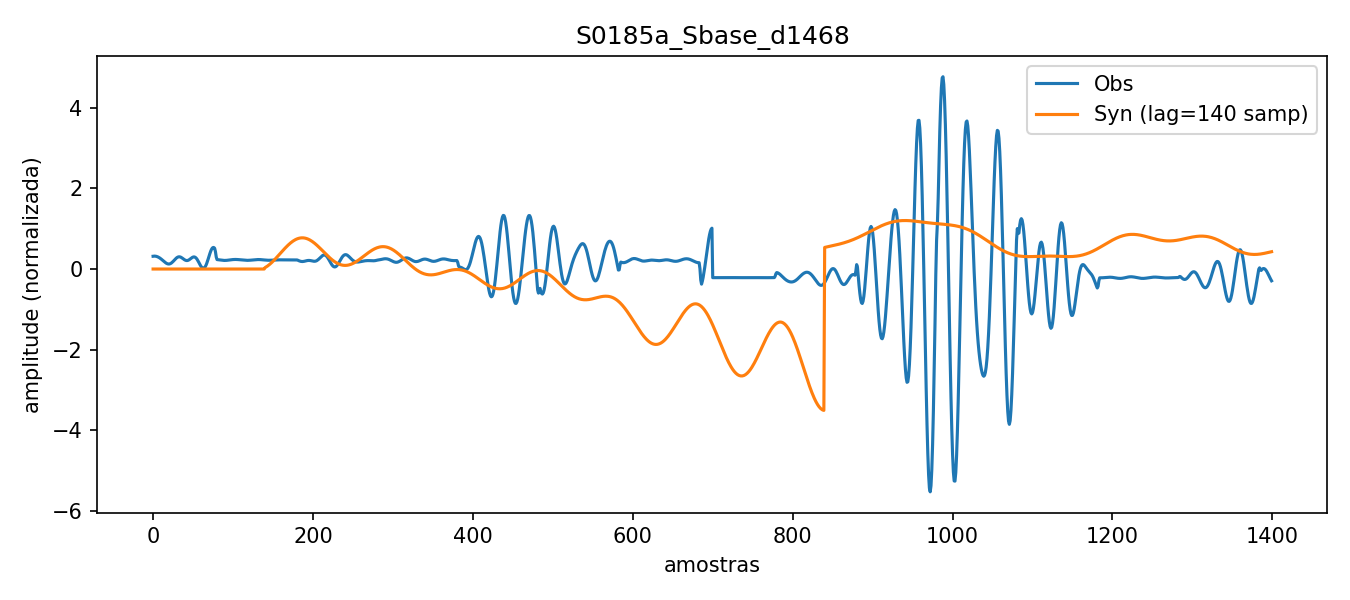 S0185a_Sbase_d1468
Obs
Syn (lag=140 samp)
4
2
0
−2
−4
−6
amplitude (normalizada)
0 200 400 600 800 1000 1200 1400
amostras